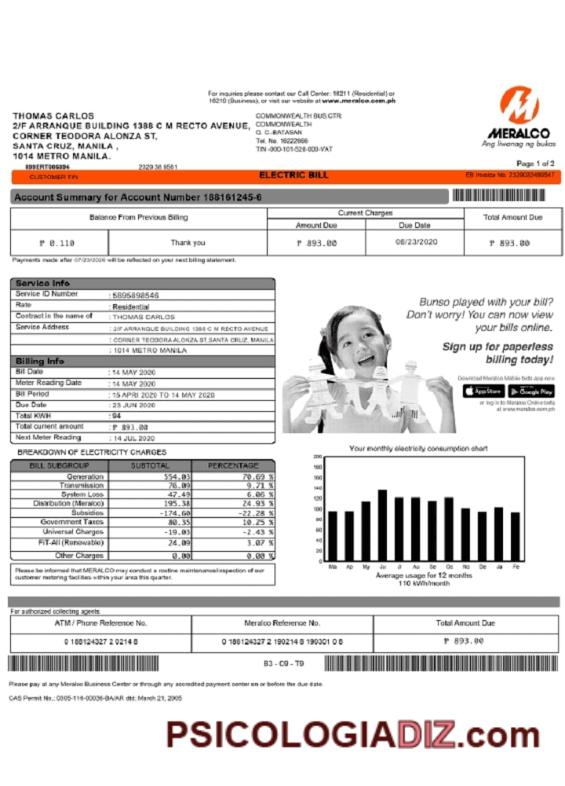 For inquiries please contact our Call Center: 16211 (Residential) or
16210 (Business), or visit our website at www.meralco.com.ph
THOMAS CARLOS
2/F ARRANQUE BUILDING 1388 C M RECTO AVENUE,
CORNER TEODORA ALONZA ST,
SANTA CRUZ, MANILA ,
1014 METRO MANILA.
COMMONWEALTH BUS CTR
COMMONWEALTH
Q. C.-BATASAN
Tel. No. 16222666
TIN -000-101-528-000-VAT
MERALCO
Ang liwanag ng bukas
Page 1 of 2
CUSTOMER TIN
ELECTRIC BILL
Account Summary for Account Number 188161245-6
Balance From Previous Billing
Current Charges
Total Amount Due
Amount Due
Due Date
₱ 0.110
Thank you
₱ 893.00
06/23/2020
₱ 893.00
Payments made after 07/23/2020 will be reflected on your next billing statement.
Service Info
Service ID Number : 5895898546
Rate : Residential
Contract in the name of : THOMAS CARLOS
Service Address : 2/F ARRANQUE BUILDING 1388 C M RECTO AVENUE
: CORNER TEODORA ALONZA ST,SANTA CRUZ, MANILA
: 1014 METRO MANILA
Billing Info
Bill Date : 14 MAY 2020
Meter Reading Date : 14 MAY 2020
Bill Period : 15 APRI 2020 TO 14 MAY 2020
Due Date : 23 JUN 2020
Total KWH : 94
Total current amount : ₱ 893.00
Next Meter Reading : 14 JUL 2020
Bunso played with your bill?
Don't worry! You can now view
your bills online.
Sign up for paperless
billing today!
Download Meralco Mobile beta app now
App Store
Google Play
or log in to Meralco Online beta
at www.meralco.com.ph
BREAKDOWN OF ELECTRICITY CHARGES
BILL SUBGROUP SUBTOTAL PERCENTAGE
Generation 554.03 70.69 %
Transmission 76.09 9.71 %
System Loss 47.49 6.06 %
Distribution (Meralco) 195.38 24.93 %
Subsidies -174.60 -22.28 %
Government Taxes 80.35 10.25 %
Universal Charges -19.03 -2.43 %
FiT-All (Renewable) 24.09 3.07 %
Other Charges 0.00 0.00 %
Please be informed that MERALCO may conduct a routine maintenance/inspection of our
customer metering facilities within your area this quarter.
Your monthly electricity consumption chart
200
180
160
140
120
100
80
60
40
20
0
Ma Ap My Ju Jl Au Se Oc No De Ja Fe
Average usage for 12 months
110 kWh/month
For authorized collecting agents.
ATM / Phone Reference No.
Meralco Reference No.
Total Amount Due
0 188124327 2 0214 8
0 188124327 2 190214 8 190301 0 8
₱ 893.00
B3 - C9 - T9
Please pay at any Meralco Business Center or through any accredited payment center on or before the due date.
CAS Permit No.: 0305-116-00036-BA/AR dtd: March 21, 2005
PSICOLOGIADIZ.com